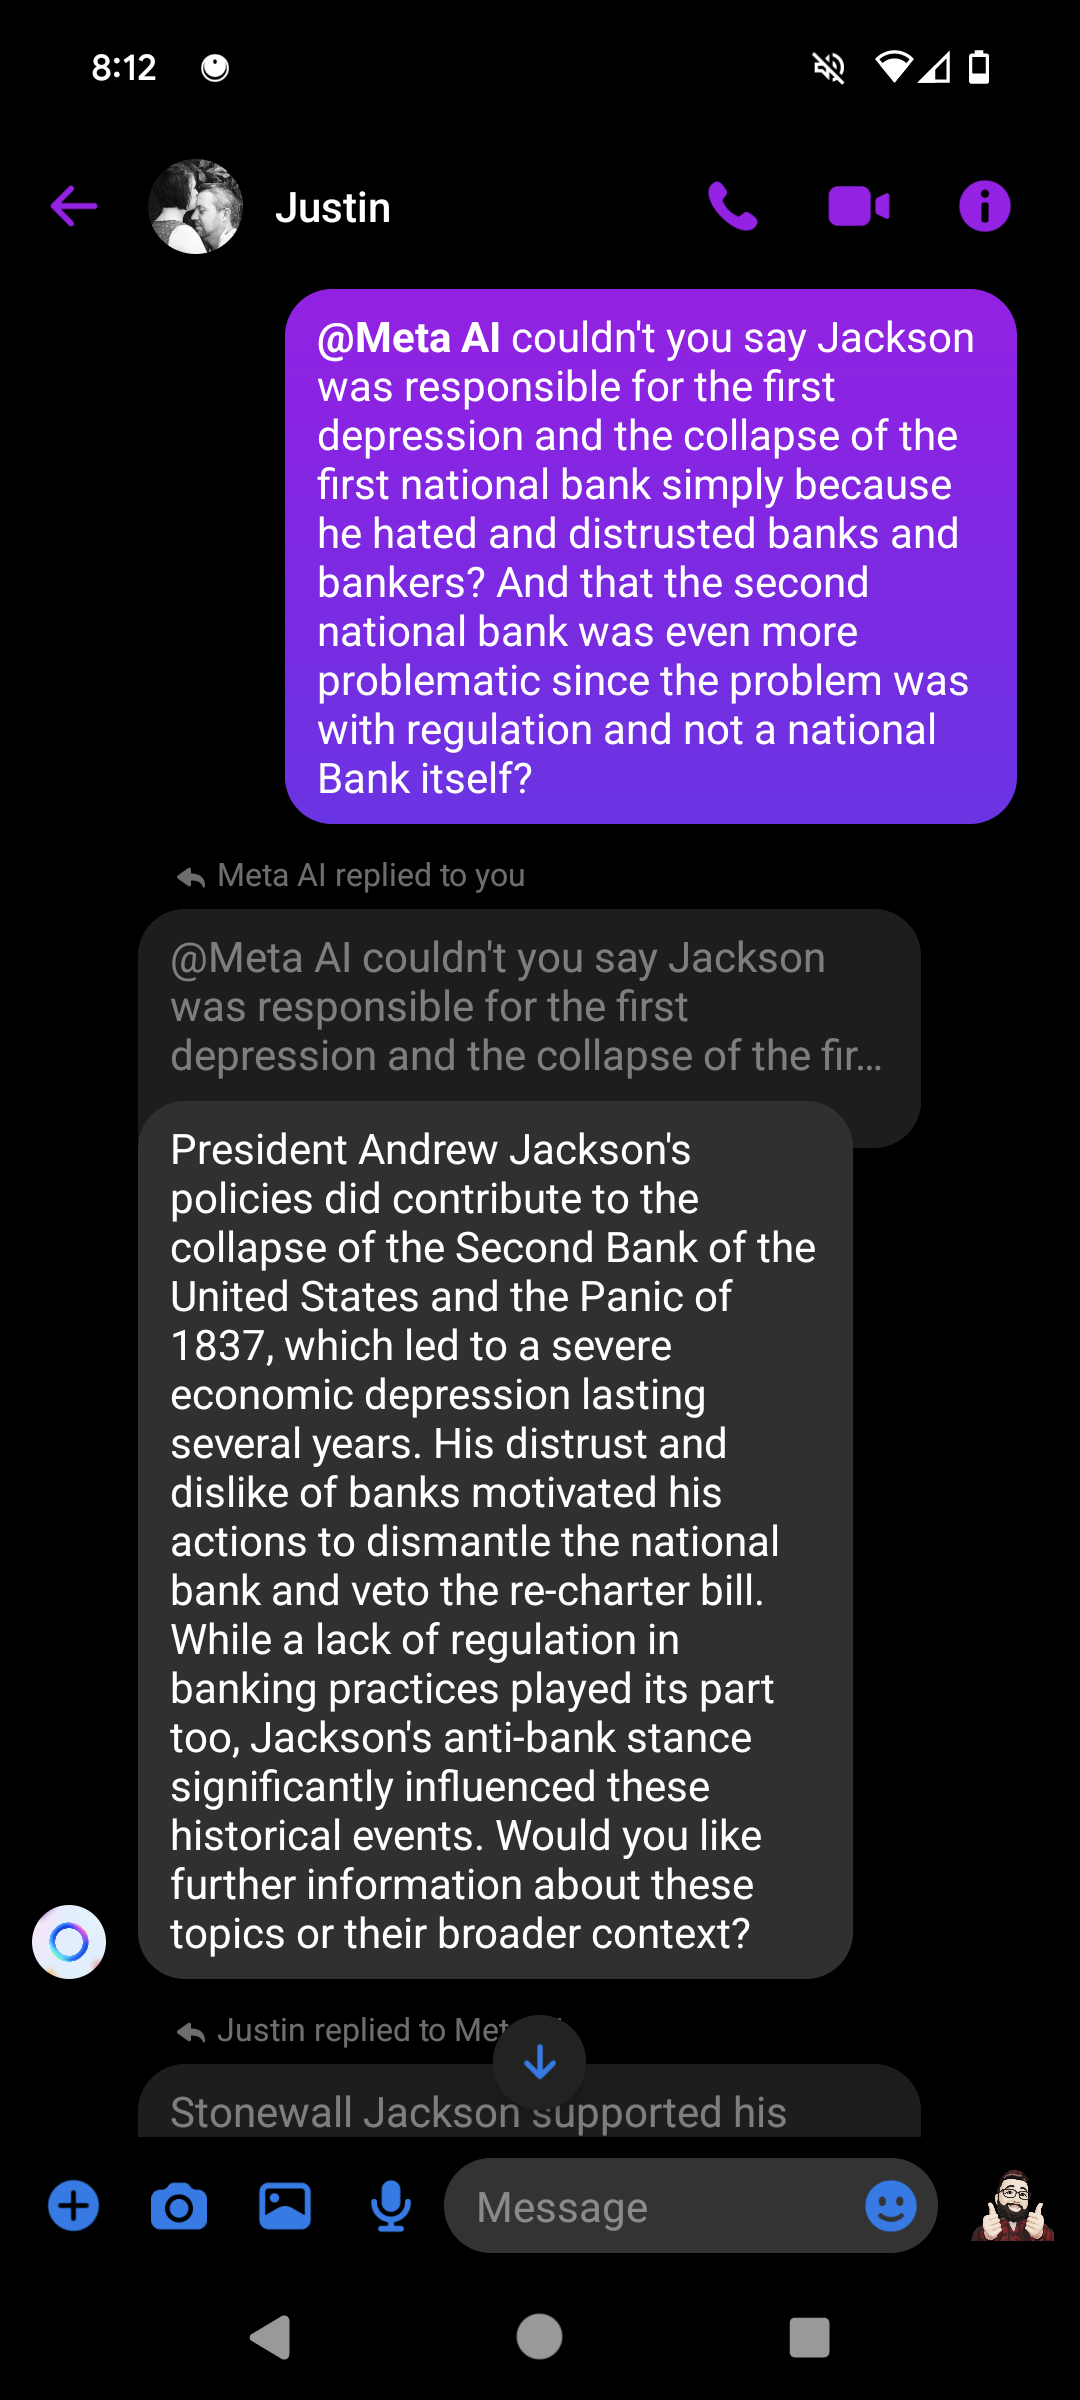 8:12
Justin
@Meta AI couldn't you say Jackson
was responsible for the first
depression and the collapse of the
first national bank simply because
he hated and distrusted banks and
bankers? And that the second
national bank was even more
problematic since the problem was
with regulation and not a national
Bank itself?
Meta AI replied to you
@Meta AI couldn't you say Jackson
was responsible for the first
depression and the collapse of the fir...
President Andrew Jackson's
policies did contribute to the
collapse of the Second Bank of the
United States and the Panic of
1837, which led to a severe
economic depression lasting
several years. His distrust and
dislike of banks motivated his
actions to dismantle the national
bank and veto the re-charter bill.
While a lack of regulation in
banking practices played its part
too, Jackson's anti-bank stance
significantly influenced these
historical events. Would you like
further information about these
topics or their broader context?
Justin replied to
Stonewall Jackson supported his
Message